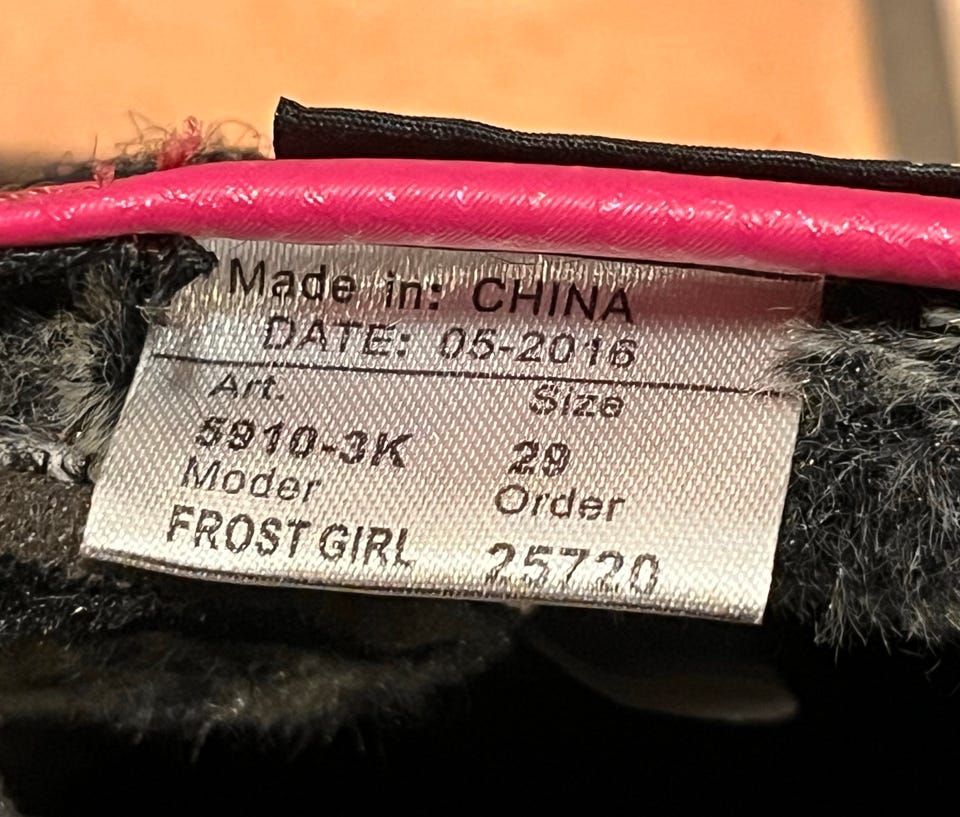 Made in: CHINA
DATE: 05-2016
Art. Size
5910-3K 29
Moder Order
FROST GIRL 25720